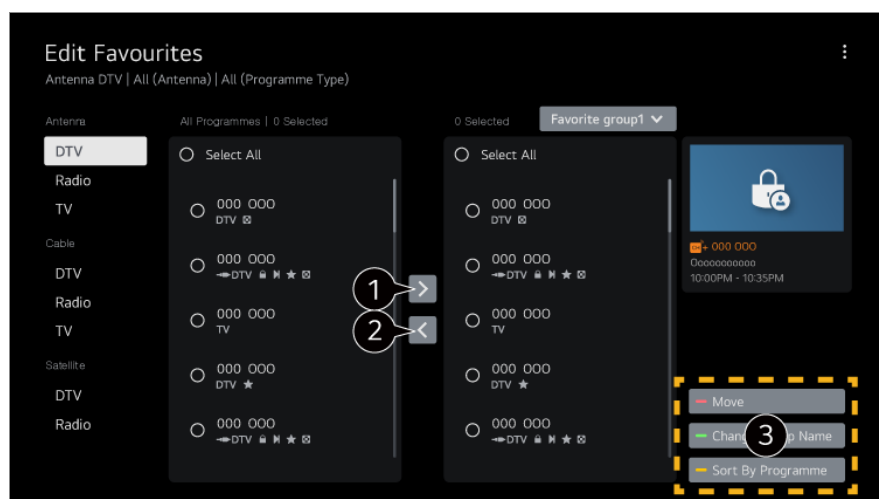 Edit Favourites
Antenna DTV | All (Antenna) | All (Programme Type)
Antenna
DTV
Radio
TV
Cable
DTV
Radio
TV
Satellite
DTV
Radio
All Programmes | 0 Selected
Select All
000 000
DTV
000 000
DTV
000 000
TV
000 000
DTV
000 000
DTV
1
2
0 Selected
Favorite group1
Select All
000 000
DTV
000 000
DTV
000 000
TV
000 000
DTV
000 000
DTV
CH+ 000 000
Ooooooooooo
10:00PM - 10:35PM
Move
3
Name
Sort By Programme